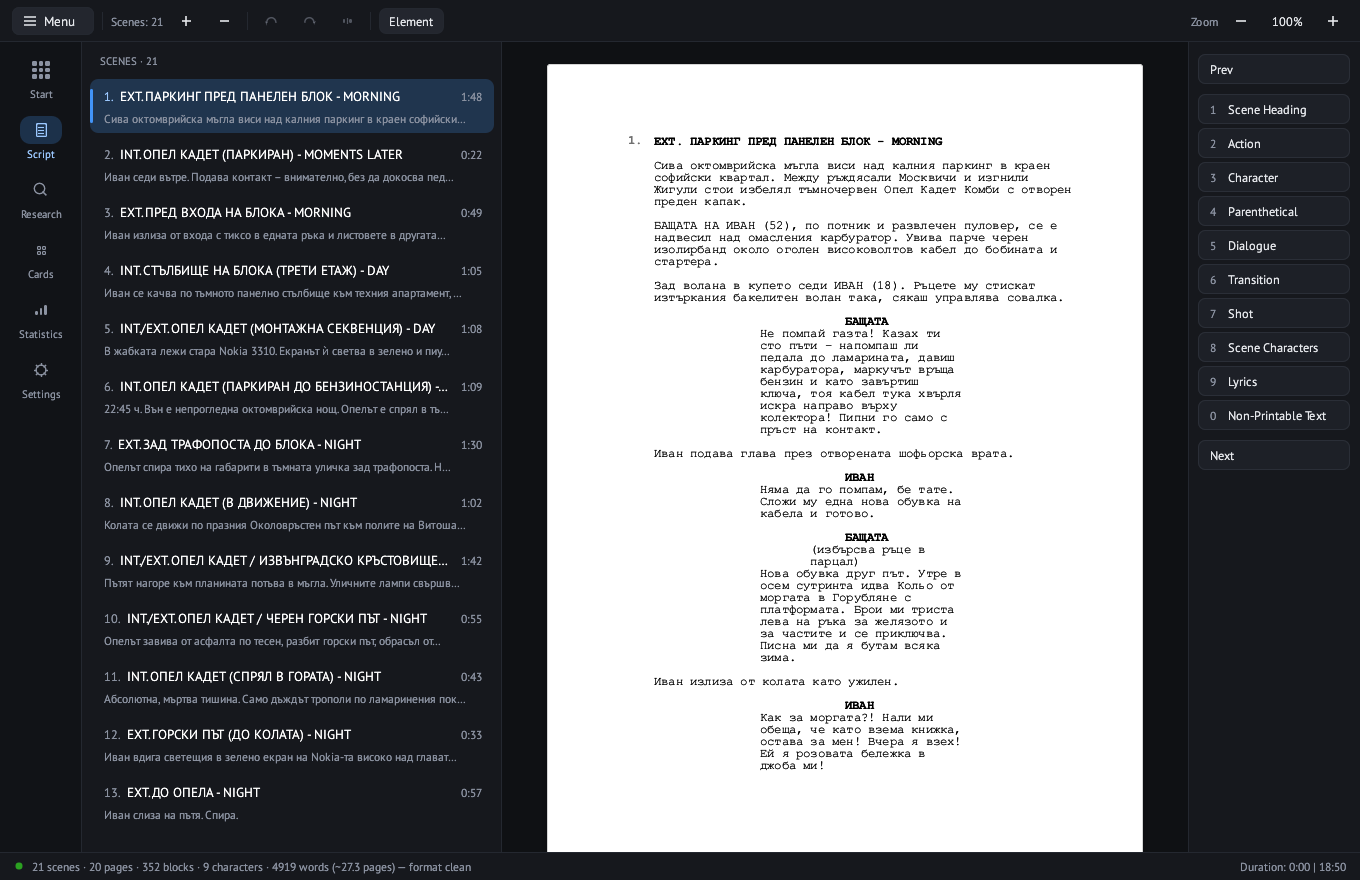 Menu
Scenes: 21
Element
Zoom
100%
Start
Script
Research
Cards
Statistics
Settings
SCENES · 21
1. EXT.ПАРКИНГ ПРЕД ПАНЕЛЕН БЛОК - MORNING 1:48
Сива октомврийска мъгла виси над калния паркинг в краен софийски...
2. INT.ОПЕЛ КАДЕТ (ПАРКИРАН) - MOMENTS LATER 0:22
Иван седи вътре. Подава контакт – внимателно, без да докосва пед...
3. EXT.ПРЕД ВХОДА НА БЛОКА - MORNING 0:49
Иван излиза от входа с тиксо в едната ръка и листовете в другата...
4. INT.СТЪЛБИЩЕ НА БЛОКА (ТРЕТИ ЕТАЖ) - DAY 1:05
Иван се качва по тъмното панелно стълбище към техния апартамент, ...
5. INT./EXT.ОПЕЛ КАДЕТ (МОНТАЖНА СЕКВЕНЦИЯ) - DAY 1:08
В жабката лежи стара Nokia 3310. Екранът ѝ светва в зелено и пиу...
6. INT.ОПЕЛ КАДЕТ (ПАРКИРАН ДО БЕНЗИНОСТАНЦИЯ) -... 1:09
22:45 ч. Вън е непрогледна октомврийска нощ. Опелът е спрял в тъ...
7. EXT.ЗАД ТРАФОПОСТА ДО БЛОКА - NIGHT 1:30
Опелът спира тихо на габарити в тъмната уличка зад трафопоста. Н...
8. INT.ОПЕЛ КАДЕТ (В ДВИЖЕНИЕ) - NIGHT 1:02
Колата се движи по празния Околовръстен път към полите на Витоша...
9. INT./EXT.ОПЕЛ КАДЕТ / ИЗВЪНГРАДСКО КРЪСТОВИЩЕ... 1:42
Пътят нагоре към планината потъва в мъгла. Уличните лампи свършв...
10. INT./EXT.ОПЕЛ КАДЕТ / ЧЕРЕН ГОРСКИ ПЪТ - NIGHT 0:55
Опелът завива от асфалта по тесен, разбит горски път, обрасъл от...
11. INT.ОПЕЛ КАДЕТ (СПРЯЛ В ГОРАТА) - NIGHT 0:43
Абсолютна, мъртва тишина. Само дъждът трополи по ламаринения пок...
12. EXT.ГОРСКИ ПЪТ (ДО КОЛАТА) - NIGHT 0:33
Иван вдига светещия в зелено екран на Nokia-та високо над глават...
13. EXT.ДО ОПЕЛА - NIGHT 0:57
Иван слиза на пътя. Спира.
1. EXT. ПАРКИНГ ПРЕД ПАНЕЛЕН БЛОК - MORNING
Сива октомврийска мъгла виси над калния паркинг в краен
софийски квартал. Между ръждясали Москвичи и изгнили
Жигули стои избелял тъмночервен Опел Кадет Комби с отворен
преден капак.
БАЩАТА НА ИВАН (52), по потник и развлечен пуловер, се е
надвесил над омасления карбуратор. Увива парче черен
изолирбанд около оголен високоволтов кабел до бобината и
стартера.
Зад волана в купето седи ИВАН (18). Ръцете му стискат
изтъркания бакелитен волан така, сякаш управлява совалка.
БАЩАТА
Не помпай газта! Казах ти
сто пъти – напомпаш ли
педала до ламарината, давиш
карбуратора, маркучът връща
бензин и като завъртиш
ключа, тоя кабел тука хвърля
искра направо върху
колектора! Пипни го само с
пръст на контакт.
Иван подава глава през отворената шофьорска врата.
ИВАН
Няма да го помпам, бе тате.
Сложи му една нова обувка на
кабела и готово.
БАЩАТА
(избърсва ръце в
парцал)
Нова обувка друг път. Утре в
осем сутринта идва Кольо от
моргата в Горубляне с
платформата. Брои ми триста
лева на ръка за желязото и
за частите и се приключва.
Писна ми да я бутам всяка
зима.
Иван излиза от колата като ужилен.
ИВАН
Как за моргата?! Нали ми
обеща, че като взема книжка,
остава за мен! Вчера я взех!
Ей я розовата бележка в
джоба ми!
Prev
1 Scene Heading
2 Action
3 Character
4 Parenthetical
5 Dialogue
6 Transition
7 Shot
8 Scene Characters
9 Lyrics
0 Non-Printable Text
Next
21 scenes · 20 pages · 352 blocks · 9 characters · 4919 words (~27.3 pages) — format clean
Duration: 0:00 | 18:50